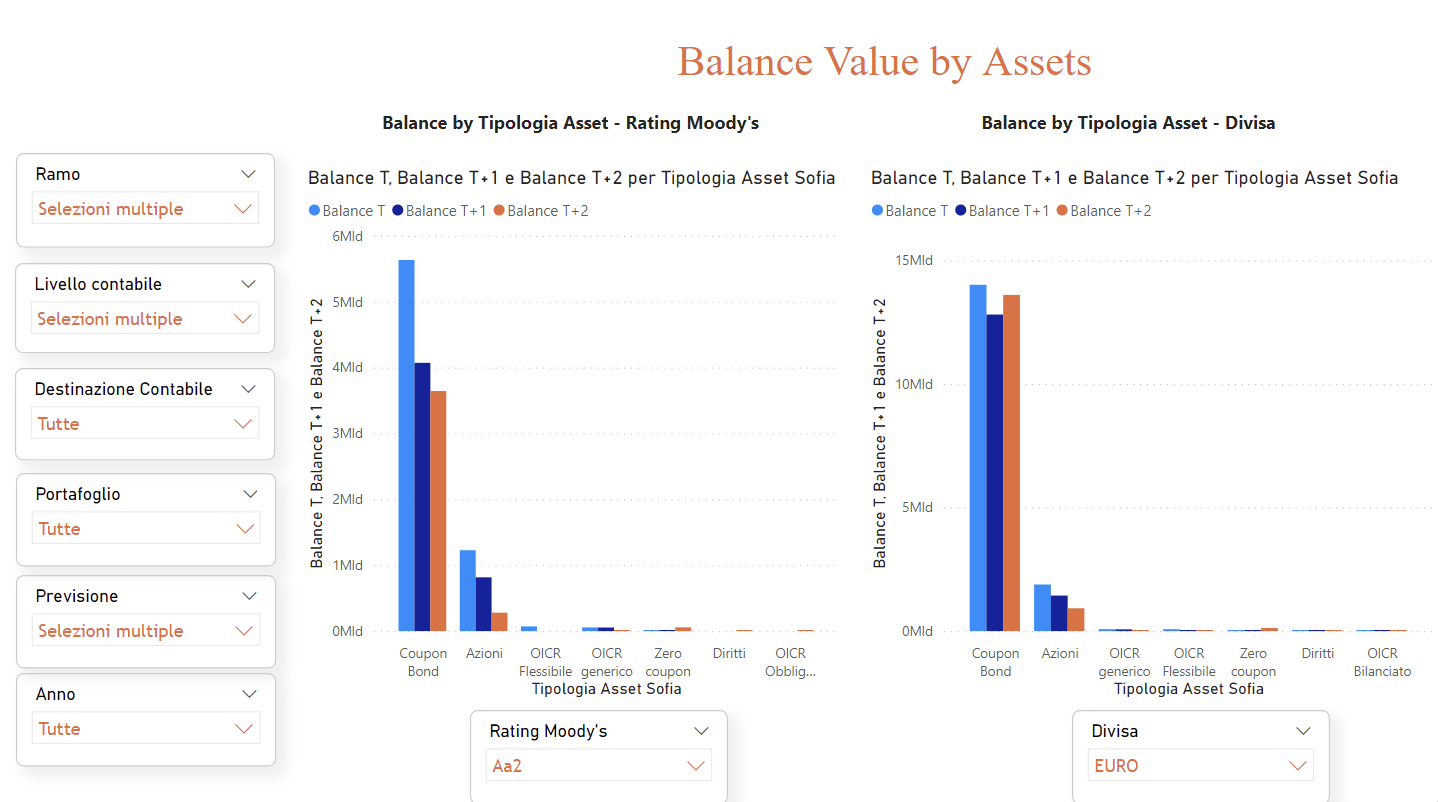 Balance Value by Assets
Balance by Tipologia Asset - Rating Moody's
Balance by Tipologia Asset - Divisa
Ramo
Selezioni multiple
Livello contabile
Selezioni multiple
Destinazione Contabile
Tutte
Portafoglio
Tutte
Previsione
Selezioni multiple
Anno
Tutte
Balance T, Balance T+1 e Balance T+2 per Tipologia Asset Sofia
Balance T Balance T+1 Balance T+2
Balance T, Balance T+1 e Balance T+2
6Mld
5Mld
4Mld
3Mld
2Mld
1Mld
0Mld
Coupon Azioni OICR OICR Zero Diritti OICR
Bond Flessibile generico coupon Obblig...
Tipologia Asset Sofia
Rating Moody's
Aa2
Balance T, Balance T+1 e Balance T+2 per Tipologia Asset Sofia
Balance T Balance T+1 Balance T+2
Balance T, Balance T+1 e Balance T+2
15Mld
10Mld
5Mld
0Mld
Coupon Azioni OICR OICR Zero Diritti OICR
Bond generico Flessibile coupon Bilanciato
Tipologia Asset Sofia
Divisa
EURO